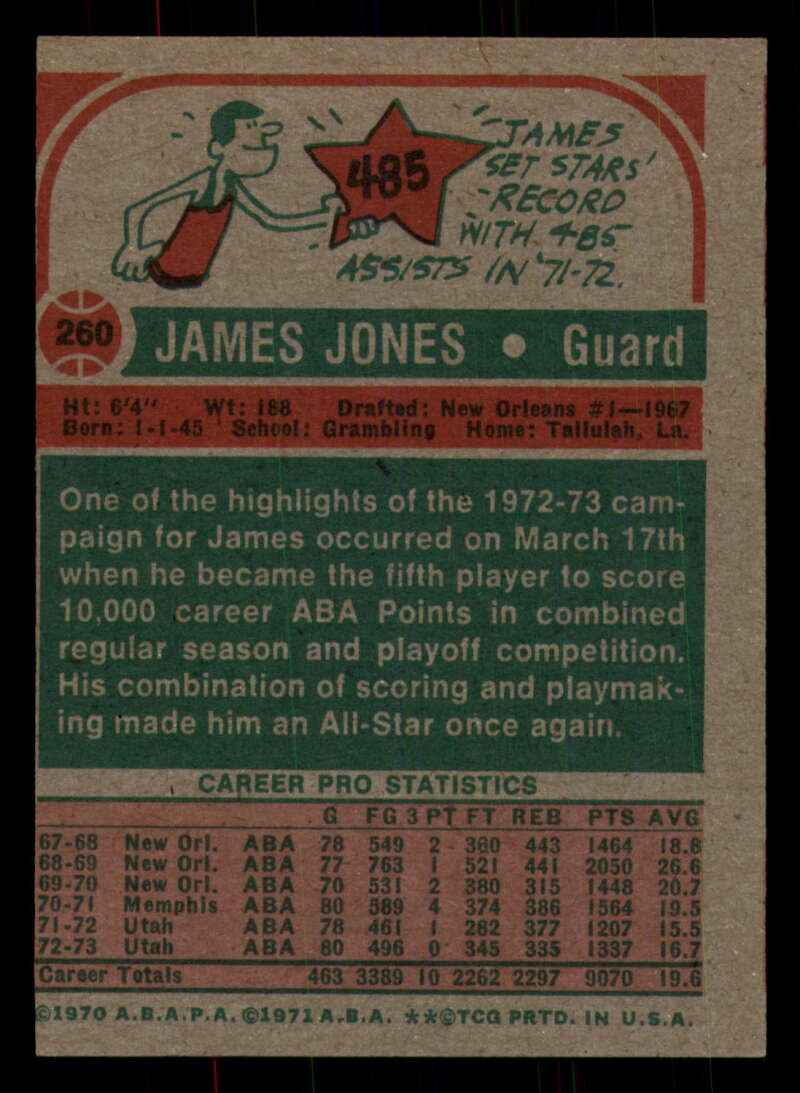 485
"JAMES
SET STARS'
RECORD
WITH 485
ASSISTS IN '71-72.
260 JAMES JONES • Guard
Ht: 6'4" Wt: 188 Drafted: New Orleans #1—1967
Born: 1-1-45 School: Grambling Home: Tallulah, La.
One of the highlights of the 1972-73 cam-
paign for James occurred on March 17th
when he became the fifth player to score
10,000 career ABA Points in combined
regular season and playoff competition.
His combination of scoring and playmak-
ing made him an All-Star once again.
CAREER PRO STATISTICS
G FG 3 PT FT REB PTS AVG
67-68 New Orl. ABA 78 549 2 360 443 1464 18.8
68-69 New Orl. ABA 77 763 1 521 441 2050 26.6
69-70 New Orl. ABA 70 531 2 380 315 1448 20.7
70-71 Memphis ABA 80 589 4 374 386 1564 19.5
71-72 Utah ABA 78 461 1 282 377 1207 15.5
72-73 Utah ABA 80 496 0 345 335 1337 16.7
Career Totals 463 3389 10 2262 2297 9070 19.6
©1970 A.B.A.P.A. ©1971 A.B.A. **©TCG PRTD. IN U.S.A.